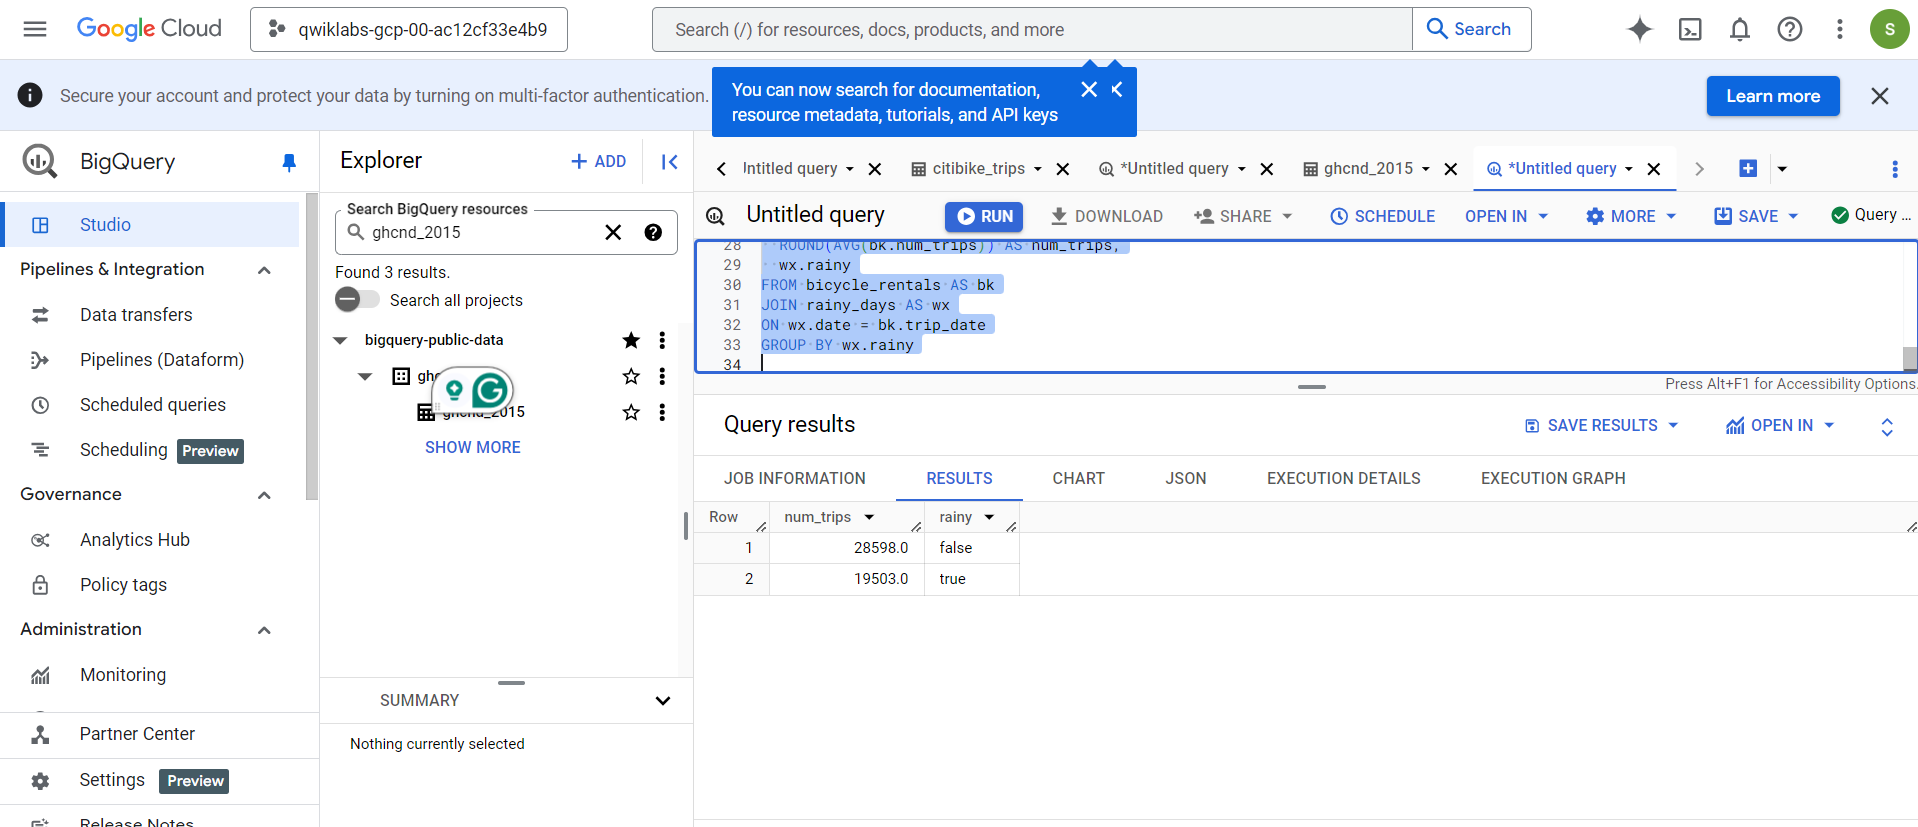 Google Cloud
qwiklabs-gcp-00-ac12cf33e4b9
Search (/) for resources, docs, products, and more
Search
S
Secure your account and protect your data by turning on multi-factor authentication.
You can now search for documentation,
resource metadata, tutorials, and API keys
Learn more
BigQuery
Studio
Pipelines & Integration
Data transfers
Pipelines (Dataform)
Scheduled queries
Scheduling Preview
Governance
Analytics Hub
Policy tags
Administration
Monitoring
Partner Center
Settings Preview
Release Notes
Explorer
ADD
Search BigQuery resources
ghcnd_2015
Found 3 results.
Search all projects
bigquery-public-data
ghcnd_2015
SHOW MORE
SUMMARY
Nothing currently selected
Intitled query
citibike_trips
*Untitled query
ghcnd_2015
*Untitled query
Untitled query
RUN
DOWNLOAD
SHARE
SCHEDULE
OPEN IN
MORE
SAVE
Query ...
28 ROUND(AVG(bk.num_trips)) AS num_trips,
29 wx.rainy
30 FROM bicycle_rentals AS bk
31 JOIN rainy_days AS wx
32 ON wx.date = bk.trip_date
33 GROUP BY wx.rainy
34
Press Alt+F1 for Accessibility Options.
Query results
SAVE RESULTS
OPEN IN
JOB INFORMATION
RESULTS
CHART
JSON
EXECUTION DETAILS
EXECUTION GRAPH
Row num_trips rainy
1 28598.0 false
2 19503.0 true